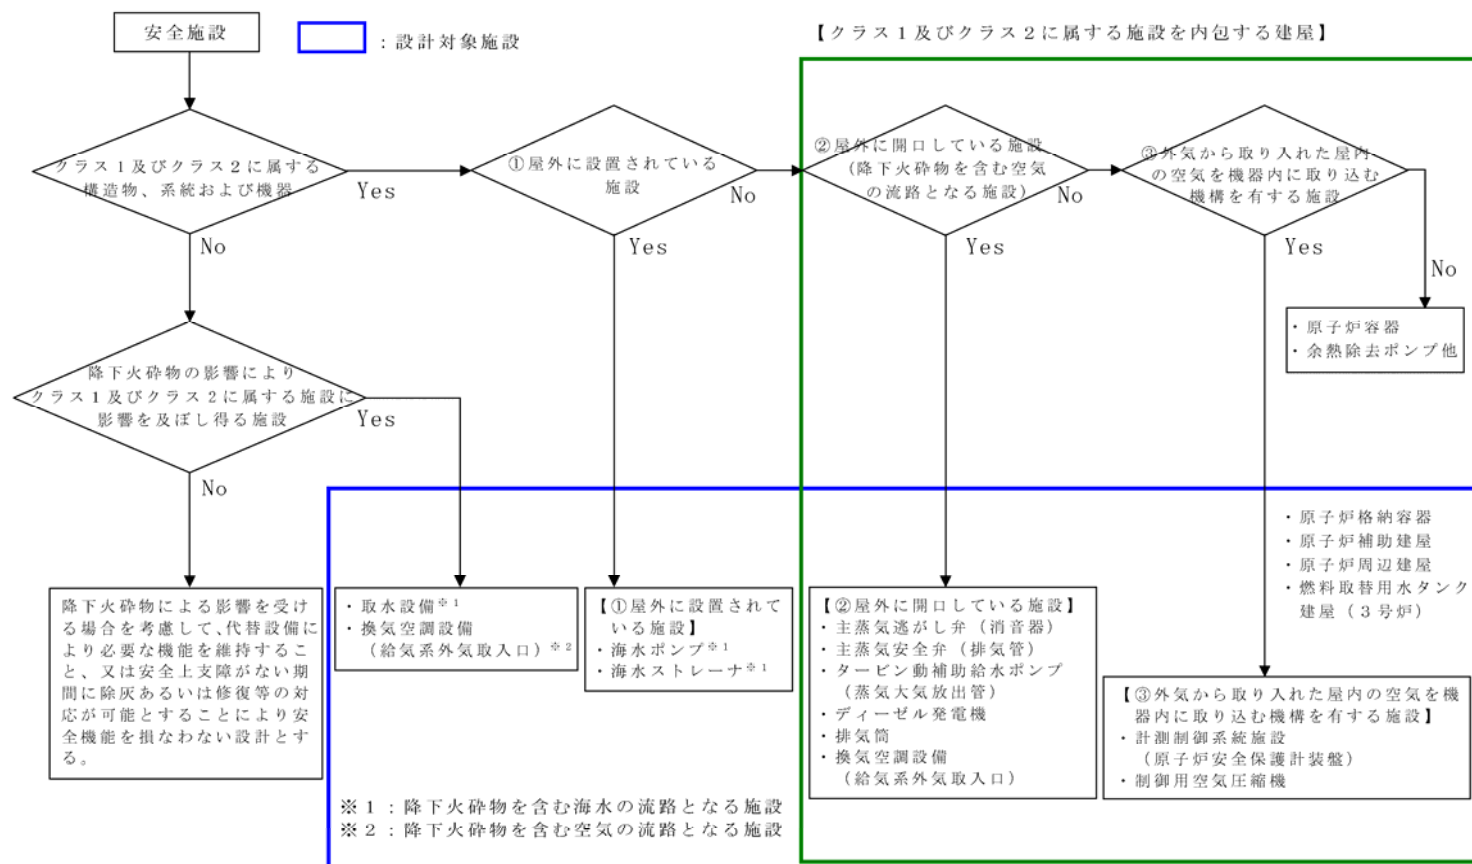 安全施設
：設計対象施設
【クラス１及びクラス２に属する施設を内包する建屋】
クラス１及びクラス２に属する
構造物、系統および機器
Yes
No
①屋外に設置されている
施設
No
Yes
②屋外に開口している施設
(降下火砕物を含む空気
の流路となる施設)
No
Yes
③外気から取り入れた屋内
の空気を機器内に取り込む
機構を有する施設
Yes
No
・原子炉容器
・余熱除去ポンプ他
降下火砕物の影響により
クラス１及びクラス２に属する施設に
影響を及ぼし得る施設
Yes
No
降下火砕物による影響を受け
る場合を考慮して、代替設備に
より必要な機能を維持するこ
と、又は安全上支障がない期
間に除灰あるいは修復等の対
応が可能とすることにより安
全機能を損なわない設計とす
る。
・取水設備※１
・換気空調設備
（給気系外気取入口）※２
【①屋外に設置されて
いる施設】
・海水ポンプ※１
・海水ストレーナ※１
【②屋外に開口している施設】
・主蒸気逃がし弁（消音器）
・主蒸気安全弁（排気管）
・タービン動補助給水ポンプ
（蒸気大気放出管）
・ディーゼル発電機
・排気筒
・換気空調設備
（給気系外気取入口）
・原子炉格納容器
・原子炉補助建屋
・原子炉周辺建屋
・燃料取替用水タンク
建屋（３号炉）
【③外気から取り入れた屋内の空気を機
器内に取り込む機構を有する施設】
・計測制御系統施設
（原子炉安全保護計装盤）
・制御用空気圧縮機
※１：降下火砕物を含む海水の流路となる施設
※２：降下火砕物を含む空気の流路となる施設